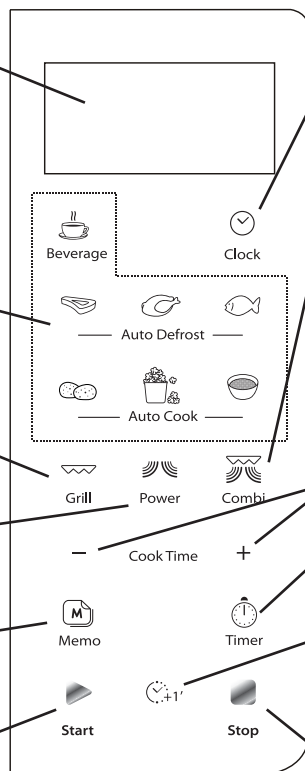 Beverage
Clock
Auto Defrost
Auto Cook
Grill Power Combi
− Cook Time +
M
Memo Timer
+1'
Start Stop